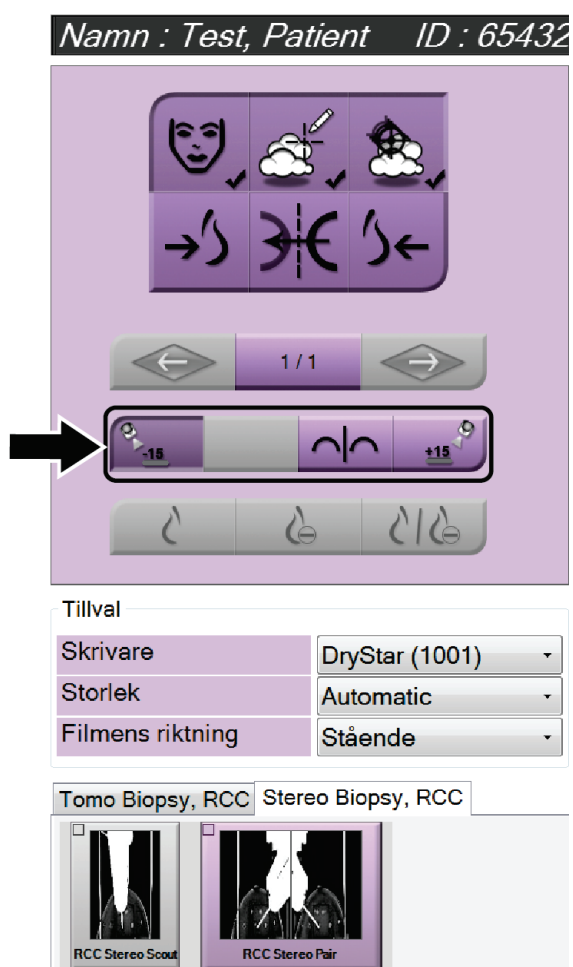 Namn : Test, Patient ID : 65432
1 / 1
-15 +15
Tillval
Skrivare DryStar (1001)
Storlek Automatic
Filmens riktning Stående
Tomo Biopsy, RCC Stereo Biopsy, RCC
RCC Stereo Scout RCC Stereo Pair